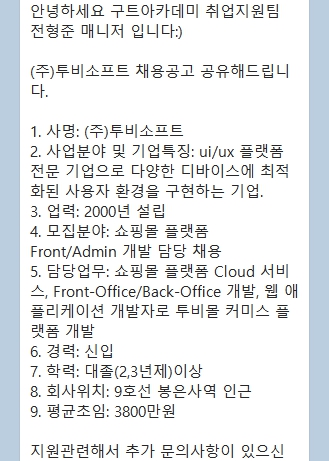 안녕하세요 구트아카데미 취업지원팀
전형준 매니저 입니다:)
(주)투비소프트 채용공고 공유해드립니
다.
1. 사명: (주)투비소프트
2. 사업분야 및 기업특징: ui/ux 플랫폼
전문 기업으로 다양한 디바이스에 최적
화된 사용자 환경을 구현하는 기업.
3. 업력: 2000년 설립
4. 모집분야: 쇼핑몰 플랫폼
Front/Admin 개발 담당 채용
5. 담당업무: 쇼핑몰 플랫폼 Cloud 서비
스, Front-Office/Back-Office 개발, 웹 애
플리케이션 개발자로 투비몰 커미스 플
랫폼 개발
6. 경력: 신입
7. 학력: 대졸(2,3년제)이상
8. 회사위치: 9호선 봉은사역 인근
9. 평균초임: 3800만원
지원관련해서 추가 문의사항이 있으신